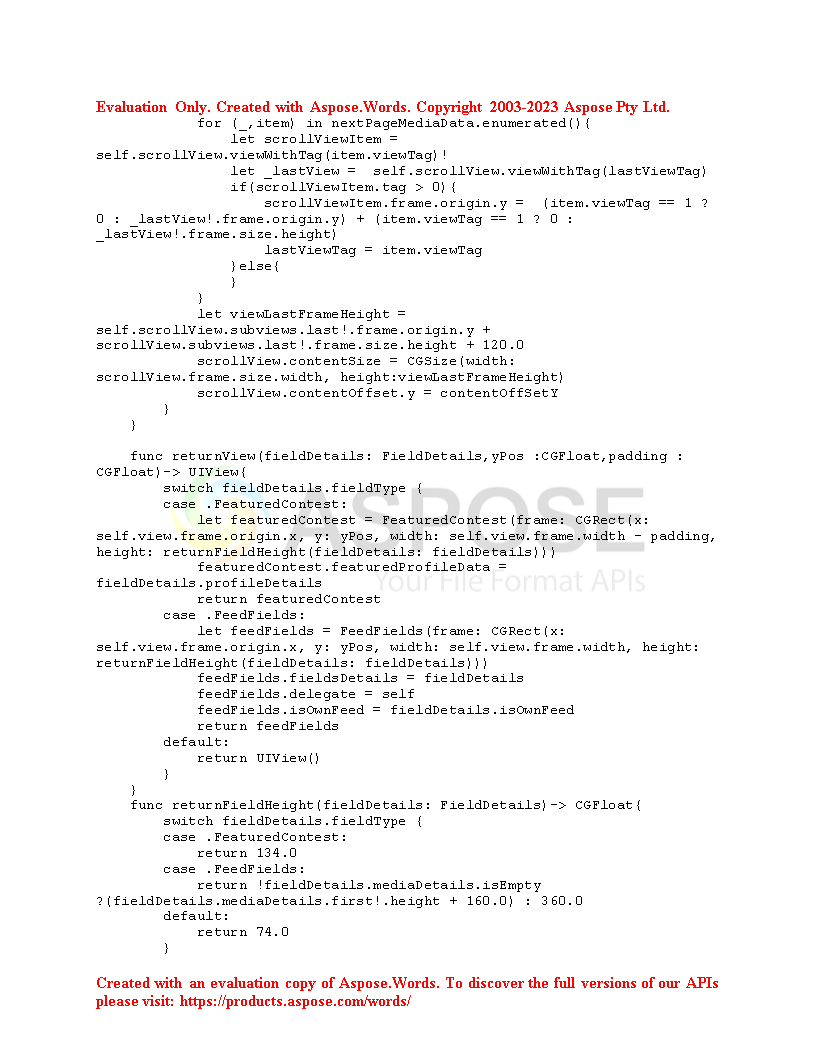 Evaluation Only. Created with Aspose.Words. Copyright 2003-2023 Aspose Pty Ltd.
            for (_,item) in nextPageMediaData.enumerated(){
                let scrollViewItem =
self.scrollView.viewWithTag(item.viewTag)!
                let _lastView =  self.scrollView.viewWithTag(lastViewTag)
                if(scrollViewItem.tag > 0){
                    scrollViewItem.frame.origin.y =  (item.viewTag == 1 ?
0 : _lastView!.frame.origin.y) + (item.viewTag == 1 ? 0 :
_lastView!.frame.size.height)
                    lastViewTag = item.viewTag
                }else{
                }
            }
            let viewLastFrameHeight =
self.scrollView.subviews.last!.frame.origin.y +
scrollView.subviews.last!.frame.size.height + 120.0
            scrollView.contentSize = CGSize(width:
scrollView.frame.size.width, height:viewLastFrameHeight)
            scrollView.contentOffset.y = contentOffSetY
        }
    }

    func returnView(fieldDetails: FieldDetails,yPos :CGFloat,padding :
CGFloat)-> UIView{
        switch fieldDetails.fieldType {
        case .FeaturedContest:
            let featuredContest = FeaturedContest(frame: CGRect(x:
self.view.frame.origin.x, y: yPos, width: self.view.frame.width - padding,
height: returnFieldHeight(fieldDetails: fieldDetails)))
            featuredContest.featuredProfileData =
fieldDetails.profileDetails
            return featuredContest
        case .FeedFields:
            let feedFields = FeedFields(frame: CGRect(x:
self.view.frame.origin.x, y: yPos, width: self.view.frame.width, height:
returnFieldHeight(fieldDetails: fieldDetails)))
            feedFields.fieldsDetails = fieldDetails
            feedFields.delegate = self
            feedFields.isOwnFeed = fieldDetails.isOwnFeed
            return feedFields
        default:
            return UIView()
        }
    }
    func returnFieldHeight(fieldDetails: FieldDetails)-> CGFloat{
        switch fieldDetails.fieldType {
        case .FeaturedContest:
            return 134.0
        case .FeedFields:
            return !fieldDetails.mediaDetails.isEmpty
?(fieldDetails.mediaDetails.first!.height + 160.0) : 360.0
        default:
            return 74.0
        }
ASPOSE
Your File Format APIs
Created with an evaluation copy of Aspose.Words. To discover the full versions of our APIs
please visit: https://products.aspose.com/words/